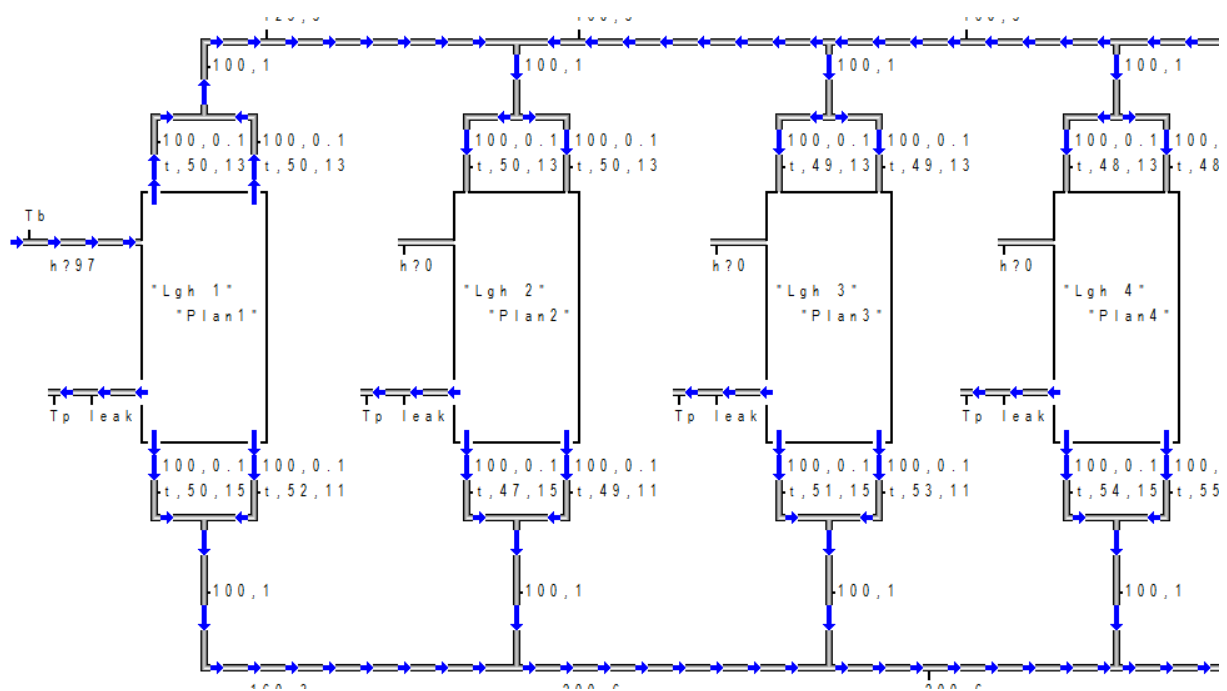 100,1 100,1 100,1 100,1
100,0.1 100,0.1 100,0.1 100,0.1 100,0.1 100,0.1 100,0.1 100,
t,50,13 t,50,13 t,50,13 t,50,13 t,49,13 t,49,13 t,48,13 t,48
Tb
h?97 h?0 h?0 h?0
"Lgh 1" "Lgh 2" "Lgh 3" "Lgh 4"
"Plan1" "Plan2" "Plan3" "Plan4"
Tp leak Tp leak Tp leak Tp leak
100,0.1 100,0.1 100,0.1 100,0.1 100,0.1 100,0.1 100,0.1 100,
t,50,15 t,52,11 t,47,15 t,49,11 t,51,15 t,53,11 t,54,15 t,55
100,1 100,1 100,1 100,1